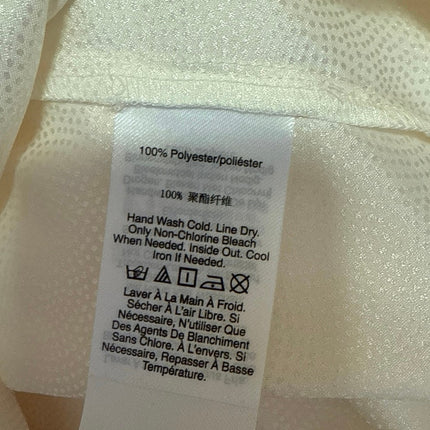 100% Polyester/poliéster
100% 聚酯纤维
Hand Wash Cold. Line Dry.
Only Non-Chlorine Bleach
When Needed. Inside Out. Cool
Iron If Needed.
Laver À La Main À Froid.
Sécher À L'air Libre. Si
Nécessaire, N'utiliser Que
Des Agents De Blanchiment
Sans Chlore. À L'envers. Si
Nécessaire, Repasser À Basse
Température.